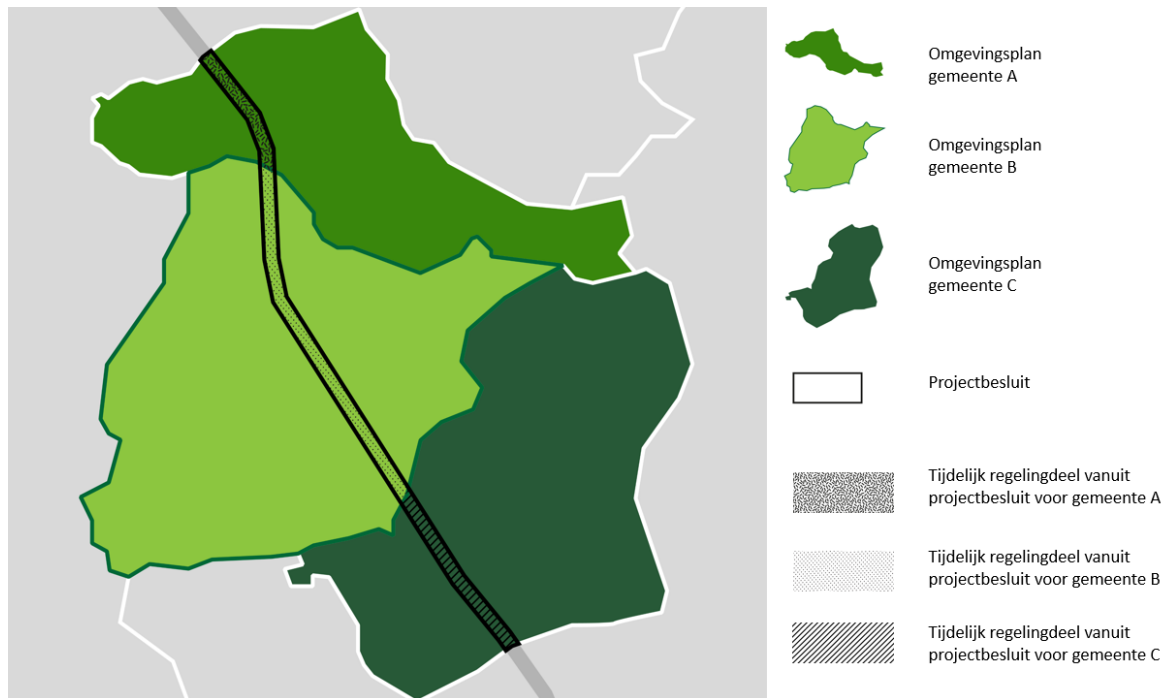 Omgevingsplan
gemeente A
Omgevingsplan
gemeente B
Omgevingsplan
gemeente C
Projectbesluit
Tijdelijk regelingdeel vanuit
projectbesluit voor gemeente A
Tijdelijk regelingdeel vanuit
projectbesluit voor gemeente B
Tijdelijk regelingdeel vanuit
projectbesluit voor gemeente C